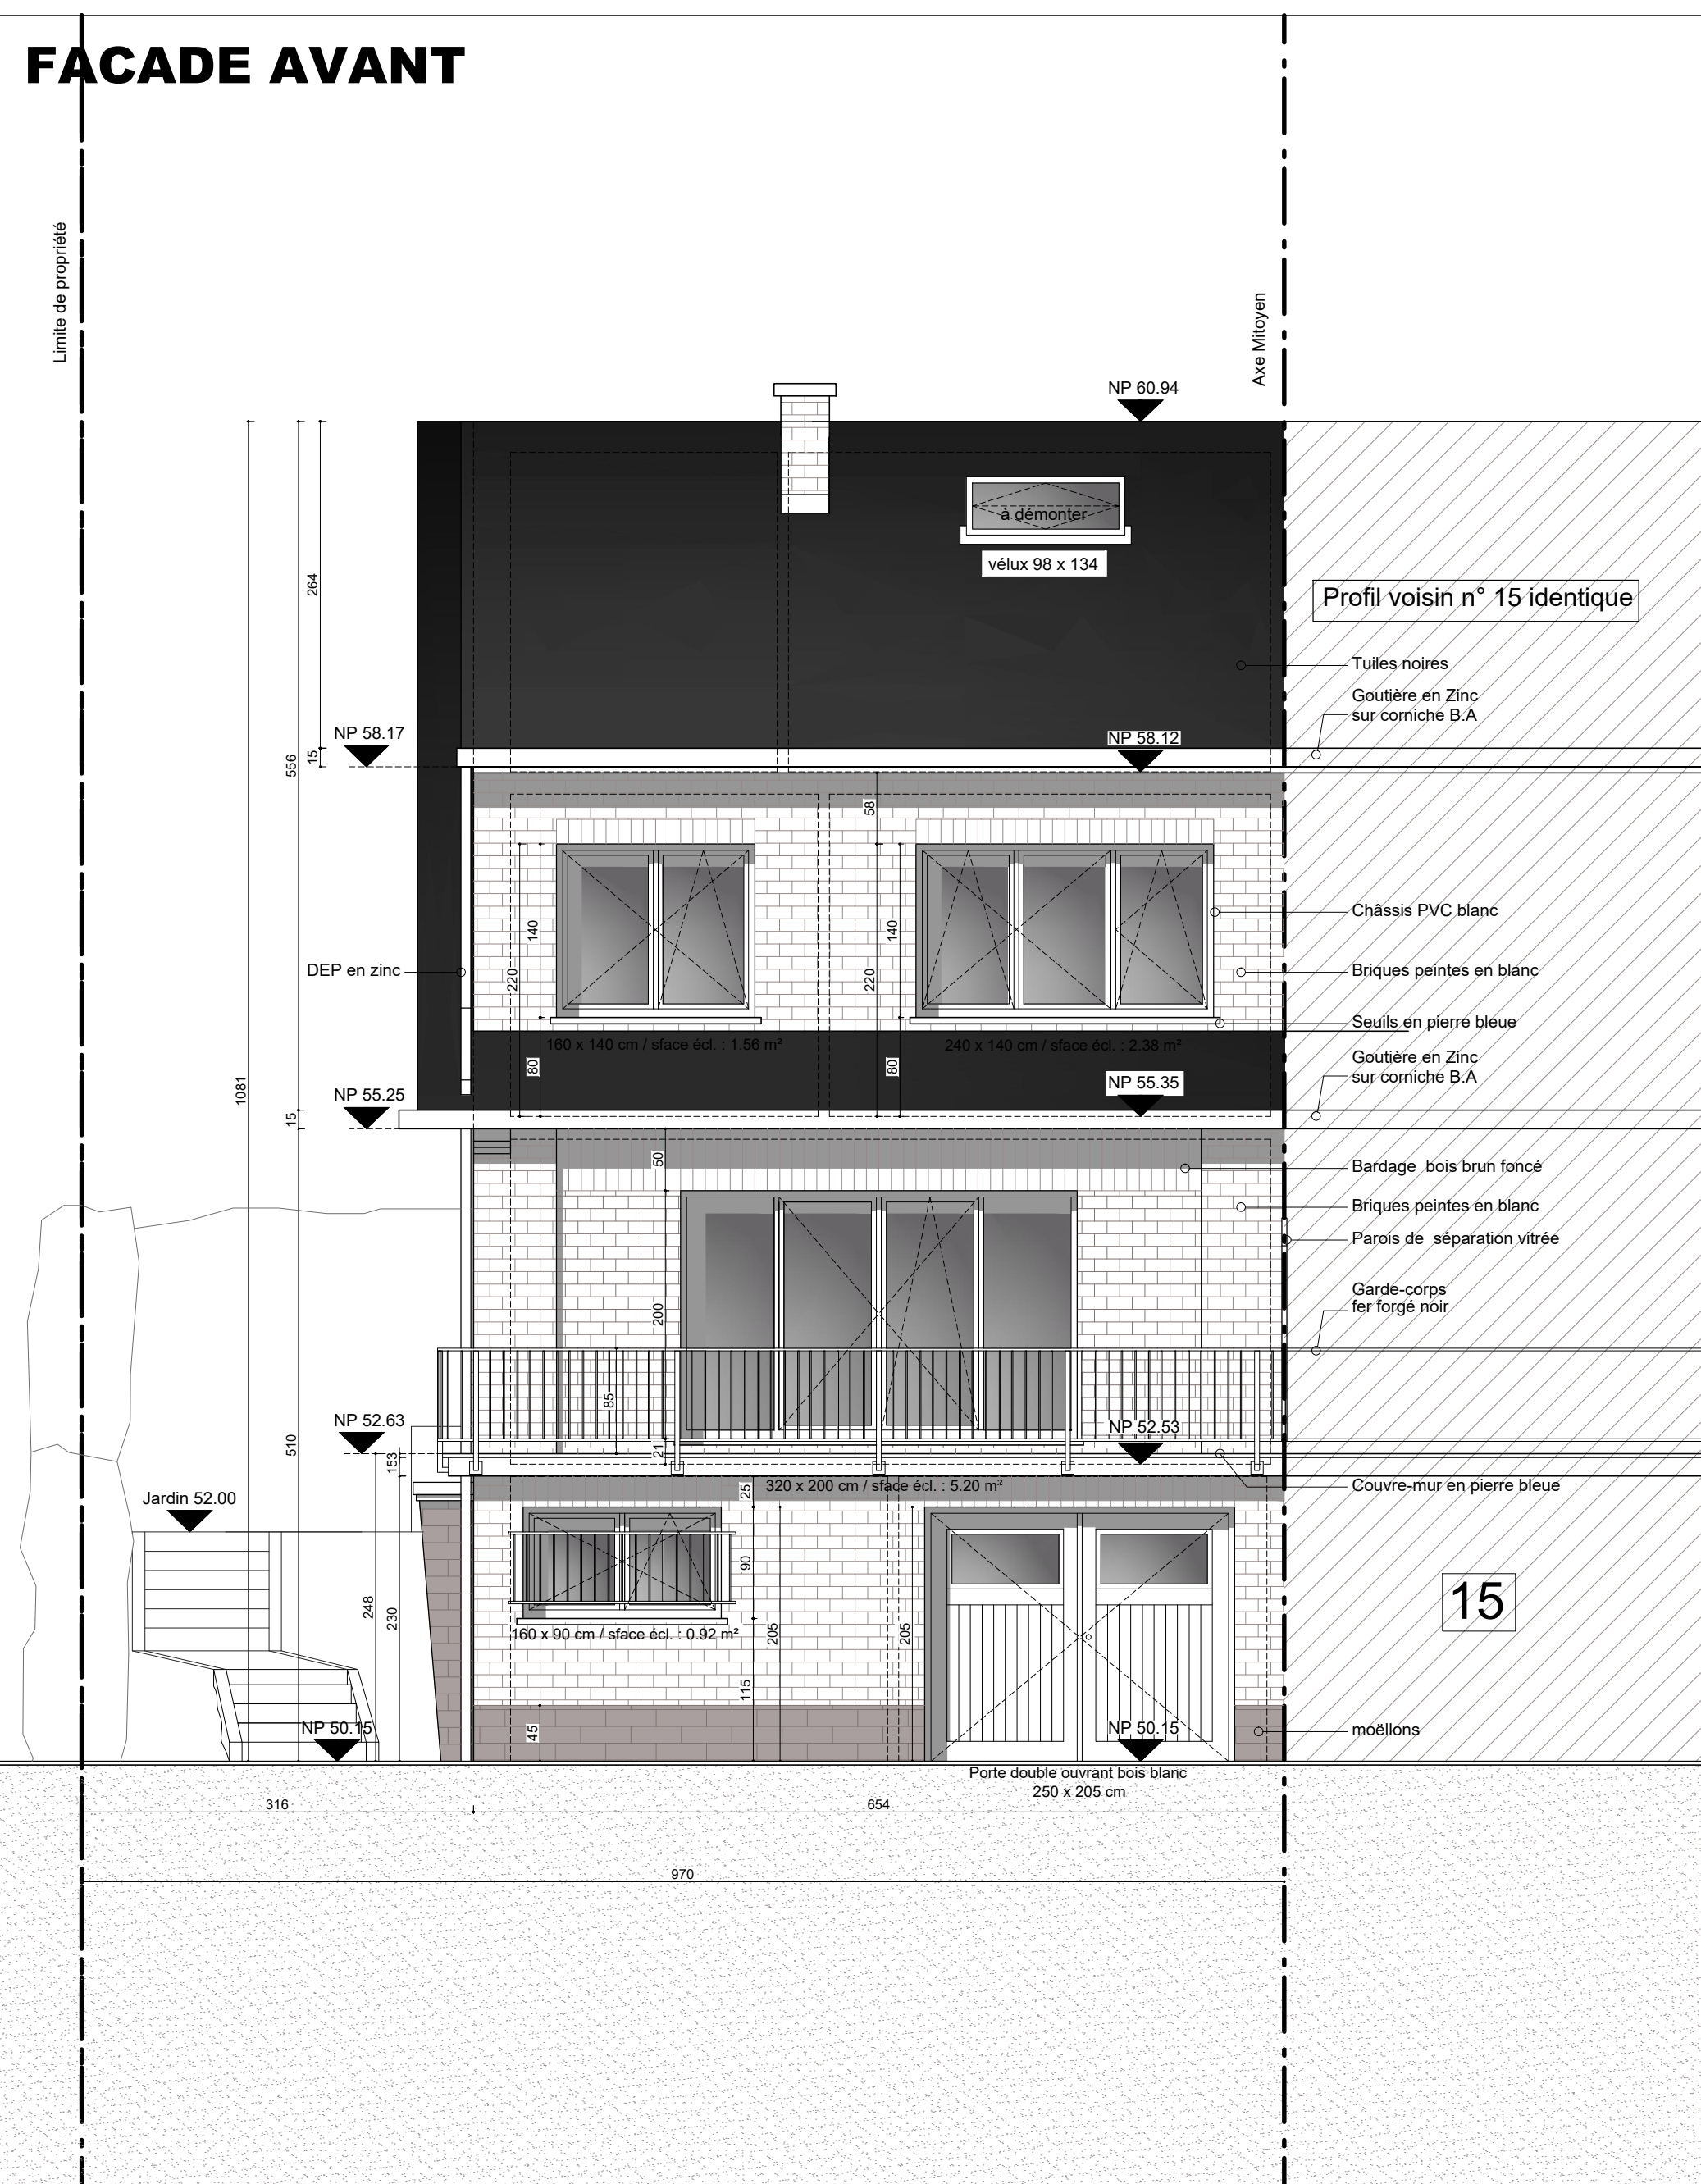 FACADE AVANT
Limite de propriété
Axe Mitoyen
NP 60.94
à démonter
vélux 98 x 134
264
Profil voisin n° 15 identique
Tuiles noires
Goutière en Zinc
sur corniche B.A
NP 58.17
NP 58.12
15
556
58
140
220
140
220
Châssis PVC blanc
DEP en zinc
Briques peintes en blanc
Seuils en pierre bleue
160 x 140 cm / sface écl. : 1.56 m²
240 x 140 cm / sface écl. : 2.38 m²
80
80
Goutière en Zinc
sur corniche B.A
1081
NP 55.25
NP 55.35
15
50
Bardage  bois brun foncé
Briques peintes en blanc
Parois de  séparation vitrée
Garde-corps
fer forgé noir
200
85
NP 52.63
NP 52.53
510
153
21
320 x 200 cm / sface écl. : 5.20 m²
Couvre-mur en pierre bleue
Jardin 52.00
25
90
248
230
160 x 90 cm / sface écl. : 0.92 m²
205
205
15
115
45
NP 50.15
NP 50.15
moëllons
Porte double ouvrant bois blanc
250 x 205 cm
316
654
970